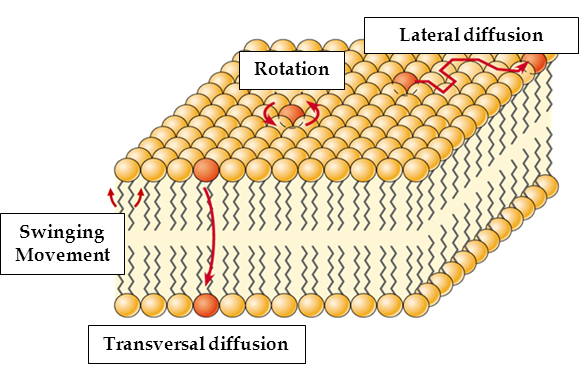 Lateral diffusion
Rotation
Swinging
Movement
Transversal diffusion